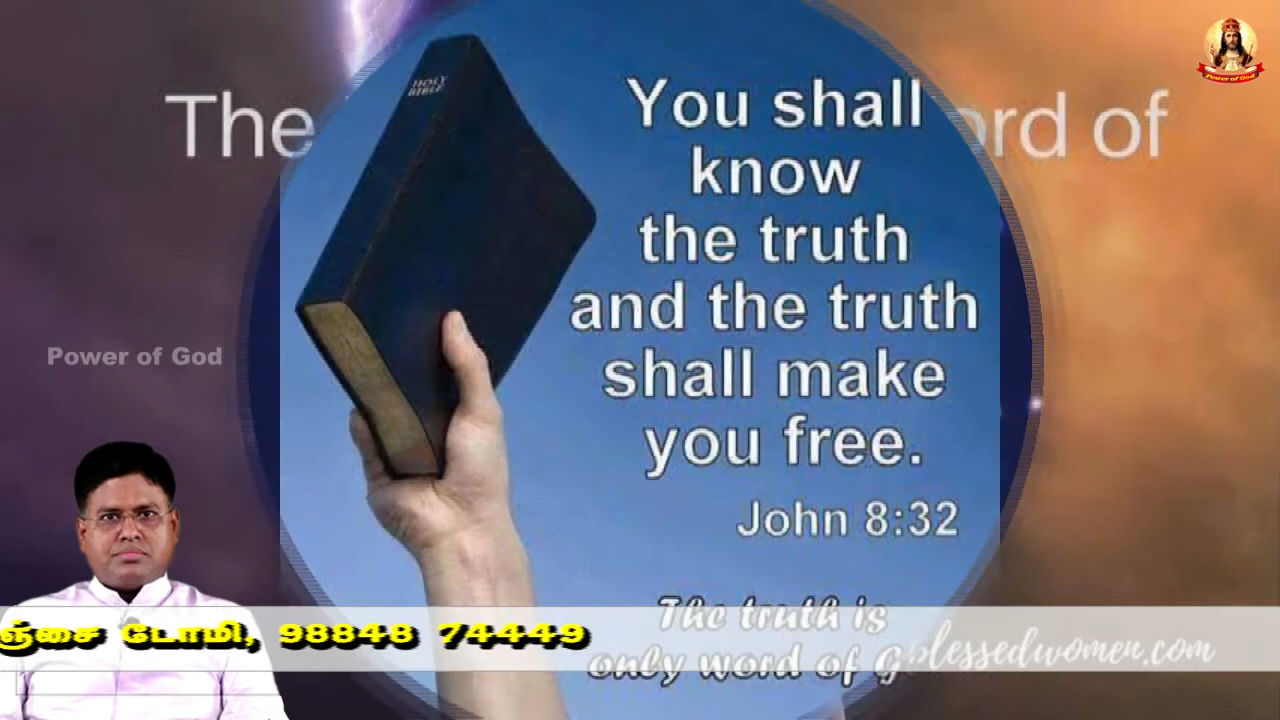 The
ord of
HOLY
BIBLE
You shall
know
the truth
and the truth
shall make
you free.
John 8:32
Power of God
Power of God
ஞ்சை டோமி, 98848 74449
The truth is
only word of G
blessedwomen.com